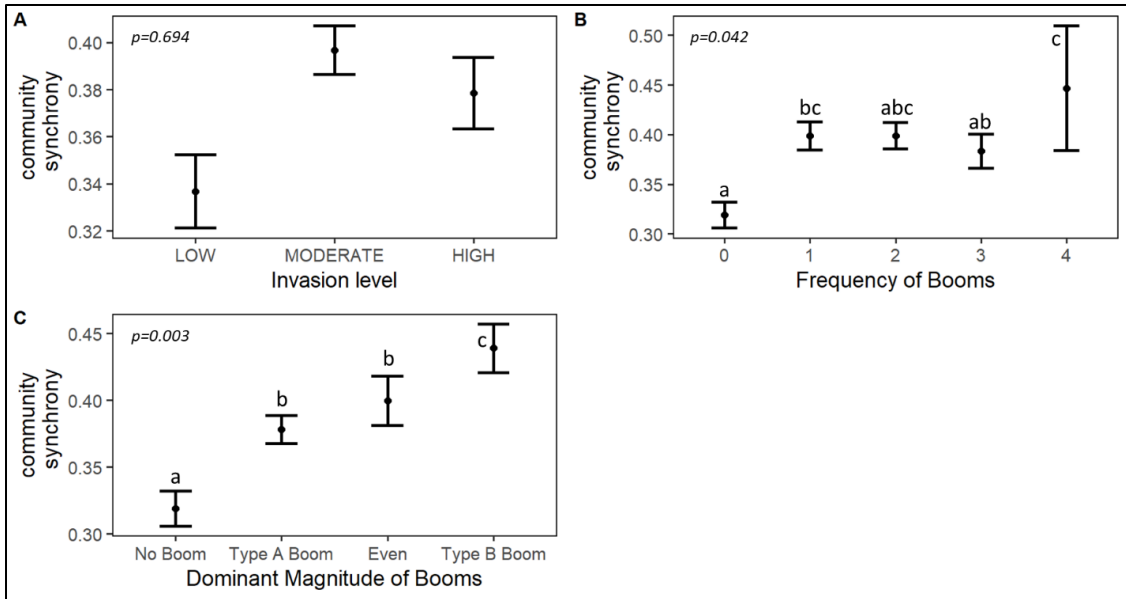 A
p=0.694
community
synchrony
0.40
0.38
0.36
0.34
0.32
LOW MODERATE HIGH
Invasion level
B
p=0.042
community
synchrony
0.50
0.45
0.40
0.35
0.30
a
bc
abc
ab
c
0 1 2 3 4
Frequency of Booms
C
p=0.003
community
synchrony
0.45
0.40
0.35
0.30
a
b
b
c
No Boom Type A Boom Even Type B Boom
Dominant Magnitude of Booms